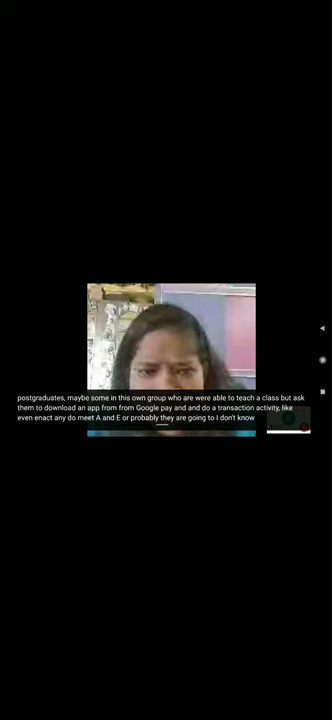 postgraduates, maybe some in this own group who are were able to teach a class but ask
them to download an app from from Google pay and and do a transaction activity, like
even enact any do meet A and E or probably they are going to I don't know